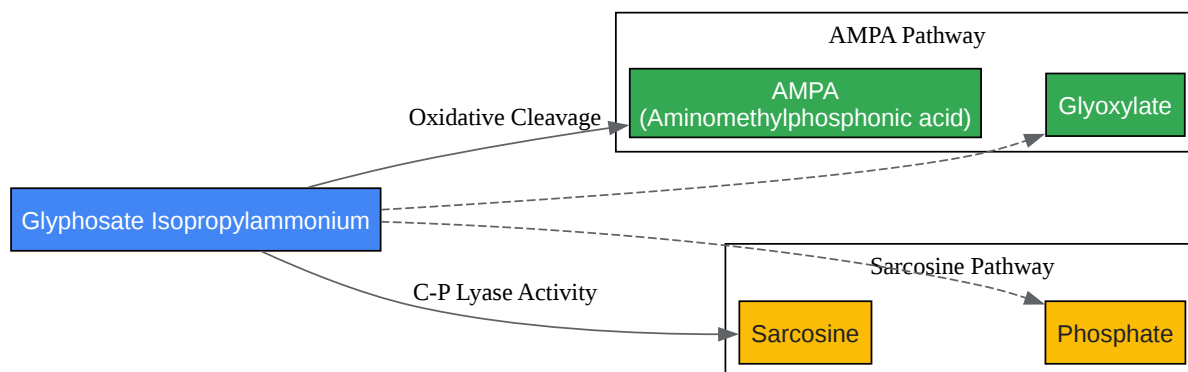 AMPA Pathway
AMPA
(Aminomethylphosphonic acid)
Glyoxylate
Oxidative Cleavage
Glyphosate Isopropylammonium
Sarcosine Pathway
C-P Lyase Activity
Sarcosine
Phosphate